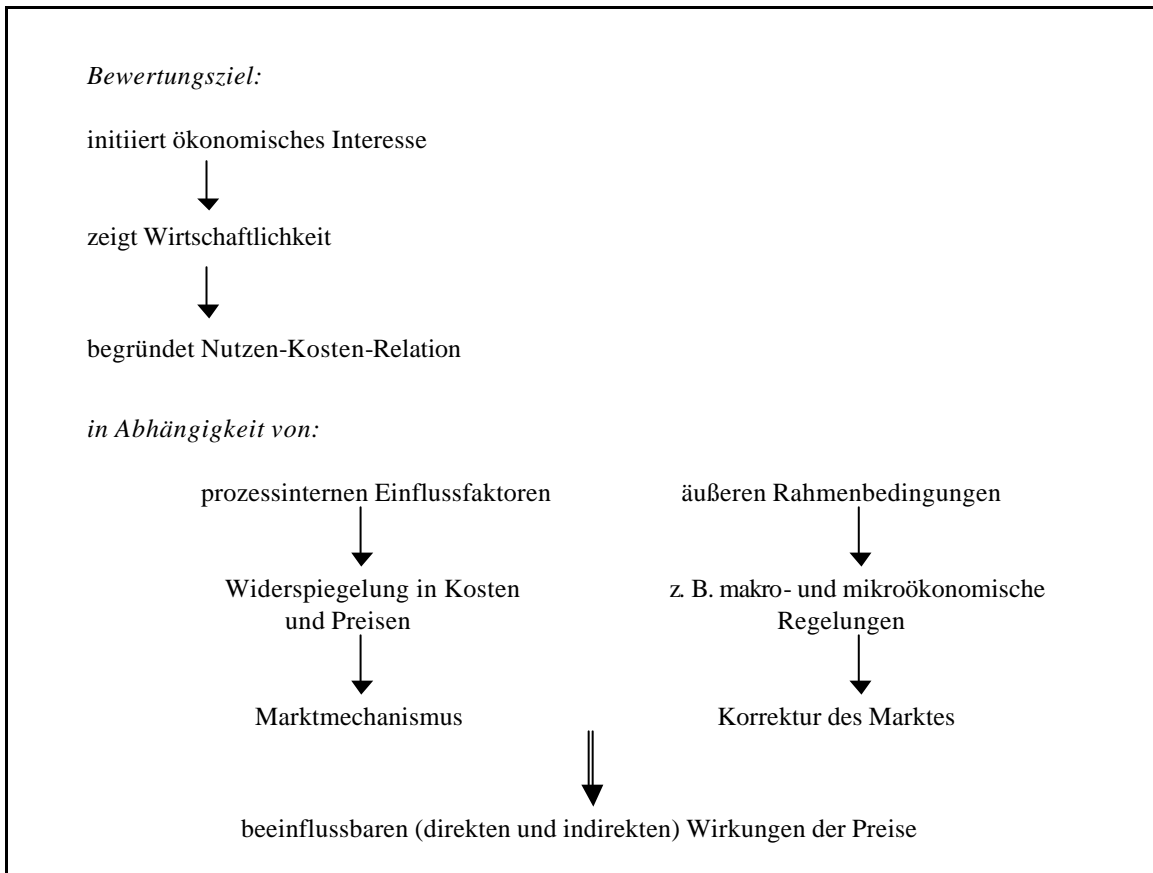 Bewertungsziel:
initiiert ökonomisches Interesse
zeigt Wirtschaftlichkeit
begründet Nutzen-Kosten-Relation
in Abhängigkeit von:
prozessinternen Einflussfaktoren
äußeren Rahmenbedingungen
Widerspiegelung in Kosten
und Preisen
z. B. makro- und mikroökonomische
Regelungen
Marktmechanismus
Korrektur des Marktes
beeinflussbaren (direkten und indirekten) Wirkungen der Preise